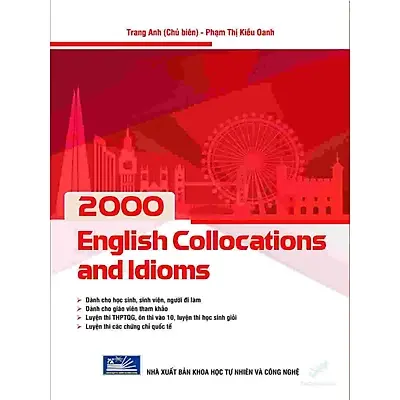 Trang Anh (Chủ biên) - Phạm Thị Kiều Oanh
2000
English Collocations
and Idioms
Dành cho học sinh, sinh viên, người đi làm
Dành cho giáo viên tham khảo
Luyện thi THPTQG, ôn thi vào 10, luyện thi học sinh giỏi
Luyện thi các chứng chỉ quốc tế
NHÀ XUẤT BẢN KHOA HỌC TỰ NHIÊN VÀ CÔNG NGHỆ